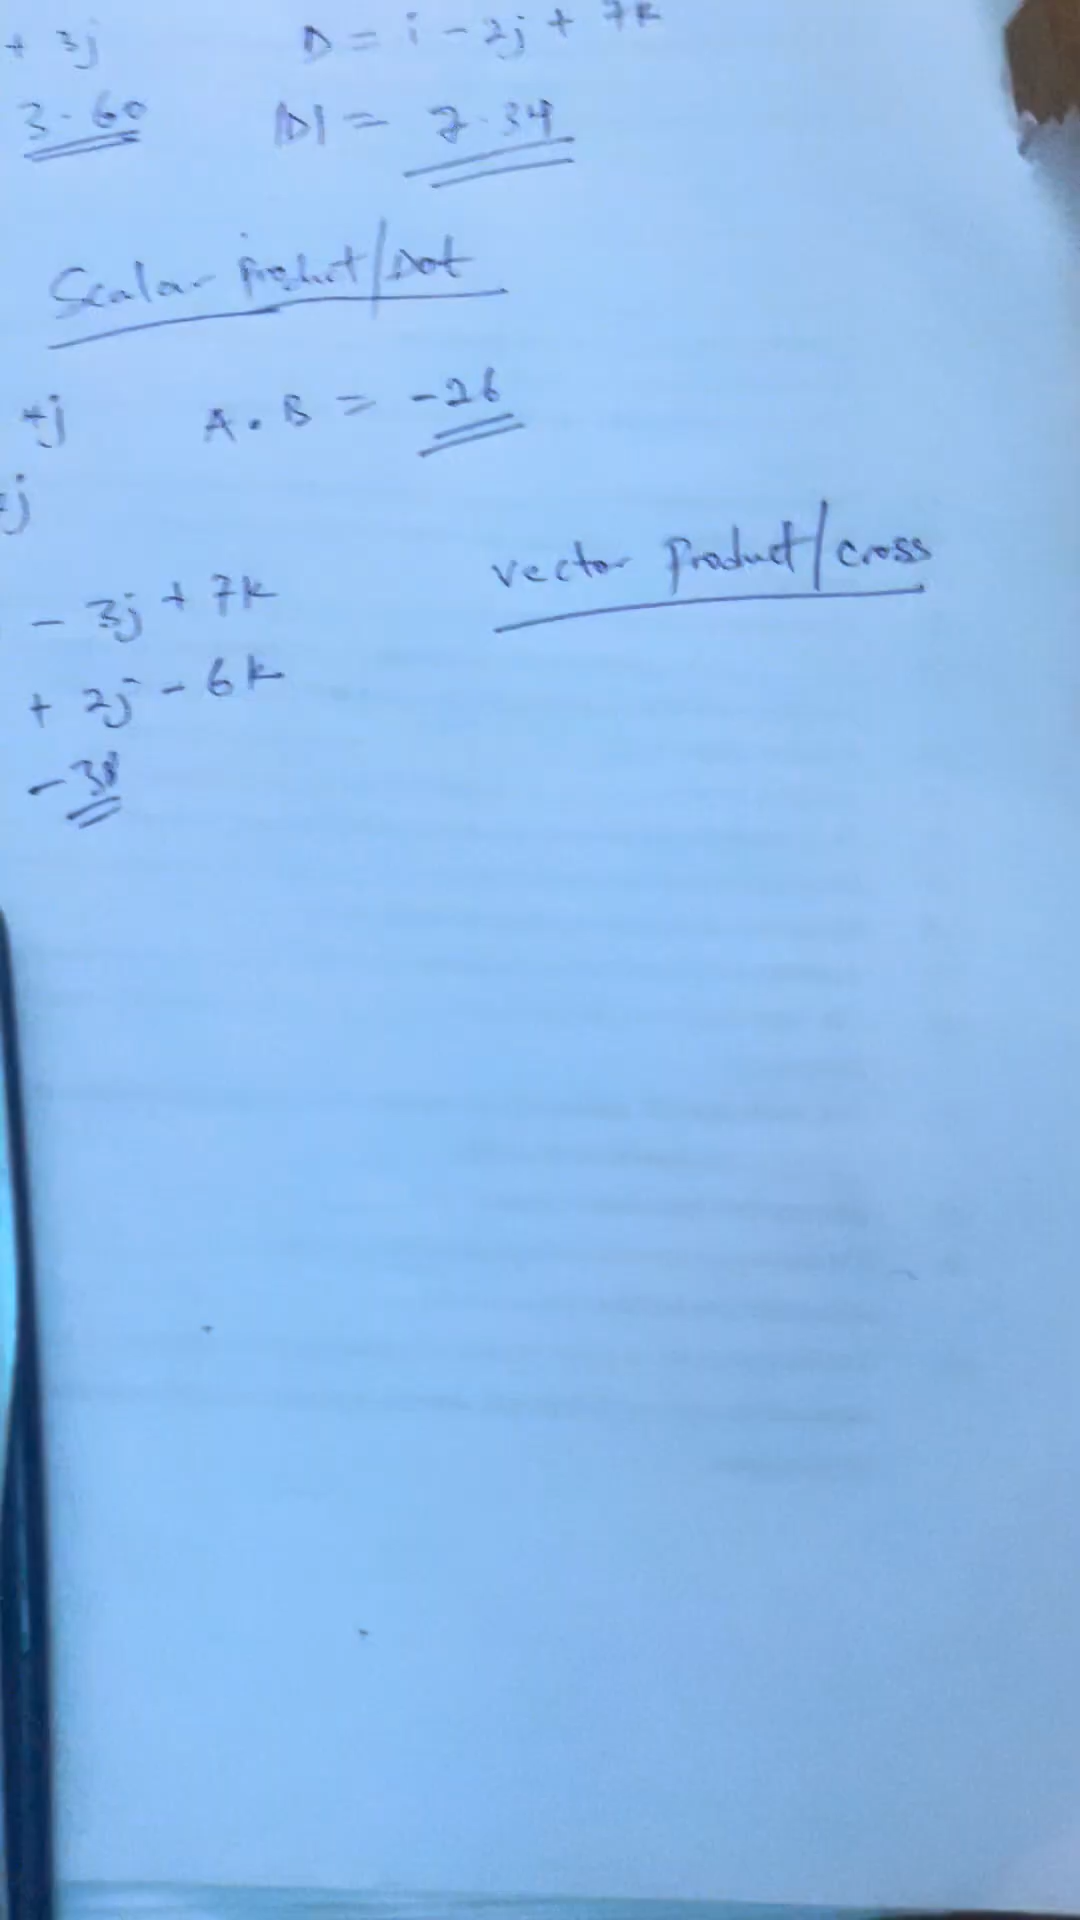 + 3j D = i - 2j + 7k
3.60 |D| = 7.34
Scalar Product/Dot
+j A . B = -26
j
- 3j + 7k vector product/cross
+ 2j - 6k
-38